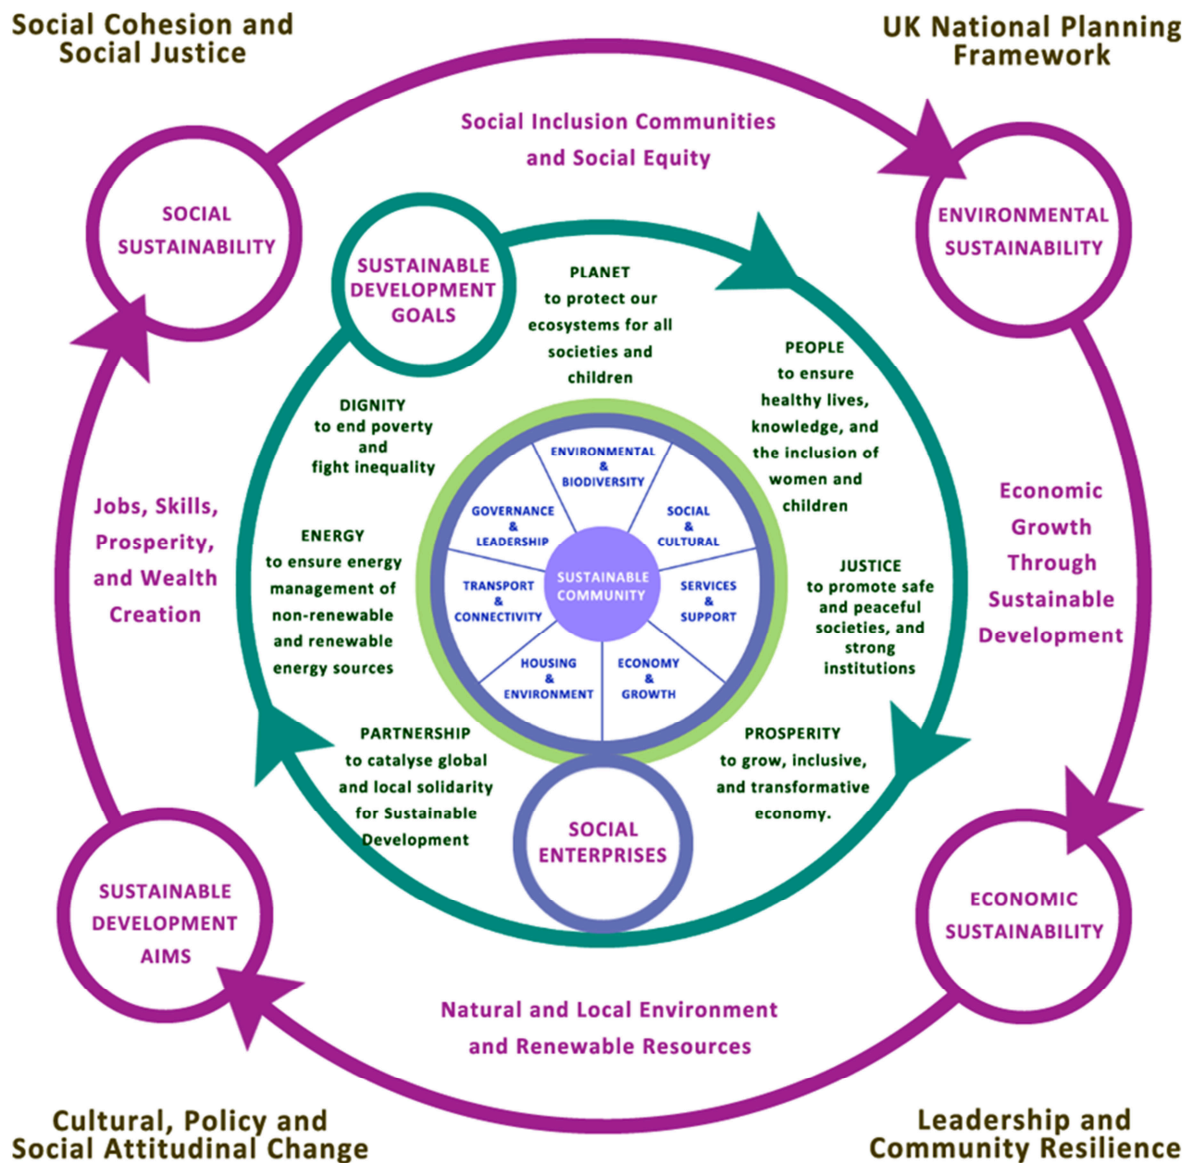 Social Cohesion and
Social Justice
UK National Planning
Framework
Social Inclusion Communities
and Social Equity
SOCIAL
SUSTAINABILITY
ENVIRONMENTAL
SUSTAINABILITY
SUSTAINABLE
DEVELOPMENT
GOALS
PLANET
to protect our
ecosystems for all
societies and
children
PEOPLE
to ensure
healthy lives,
knowledge, and
the inclusion of
women and
children
DIGNITY
to end poverty
and
fight inequality
ENVIRONMENTAL
&
BIODIVERSITY
GOVERNANCE
&
LEADERSHIP
SOCIAL
&
CULTURAL
Jobs, Skills,
Prosperity,
and Wealth
Creation
Economic
Growth
Through
Sustainable
Development
ENERGY
to ensure energy
management of
non-renewable
and renewable
energy sources
TRANSPORT
&
CONNECTIVITY
SUSTAINABLE
COMMUNITY
SERVICES
&
SUPPORT
JUSTICE
to promote safe
and peaceful
societies, and
strong
institutions
HOUSING
&
ENVIRONMENT
ECONOMY
&
GROWTH
PARTNERSHIP
to catalyse global
and local solidarity
for Sustainable
Development
PROSPERITY
to grow, inclusive,
and transformative
economy.
SOCIAL
ENTERPRISES
SUSTAINABLE
DEVELOPMENT
AIMS
ECONOMIC
SUSTAINABILITY
Natural and Local Environment
and Renewable Resources
Cultural, Policy and
Social Attitudinal Change
Leadership and
Community Resilience